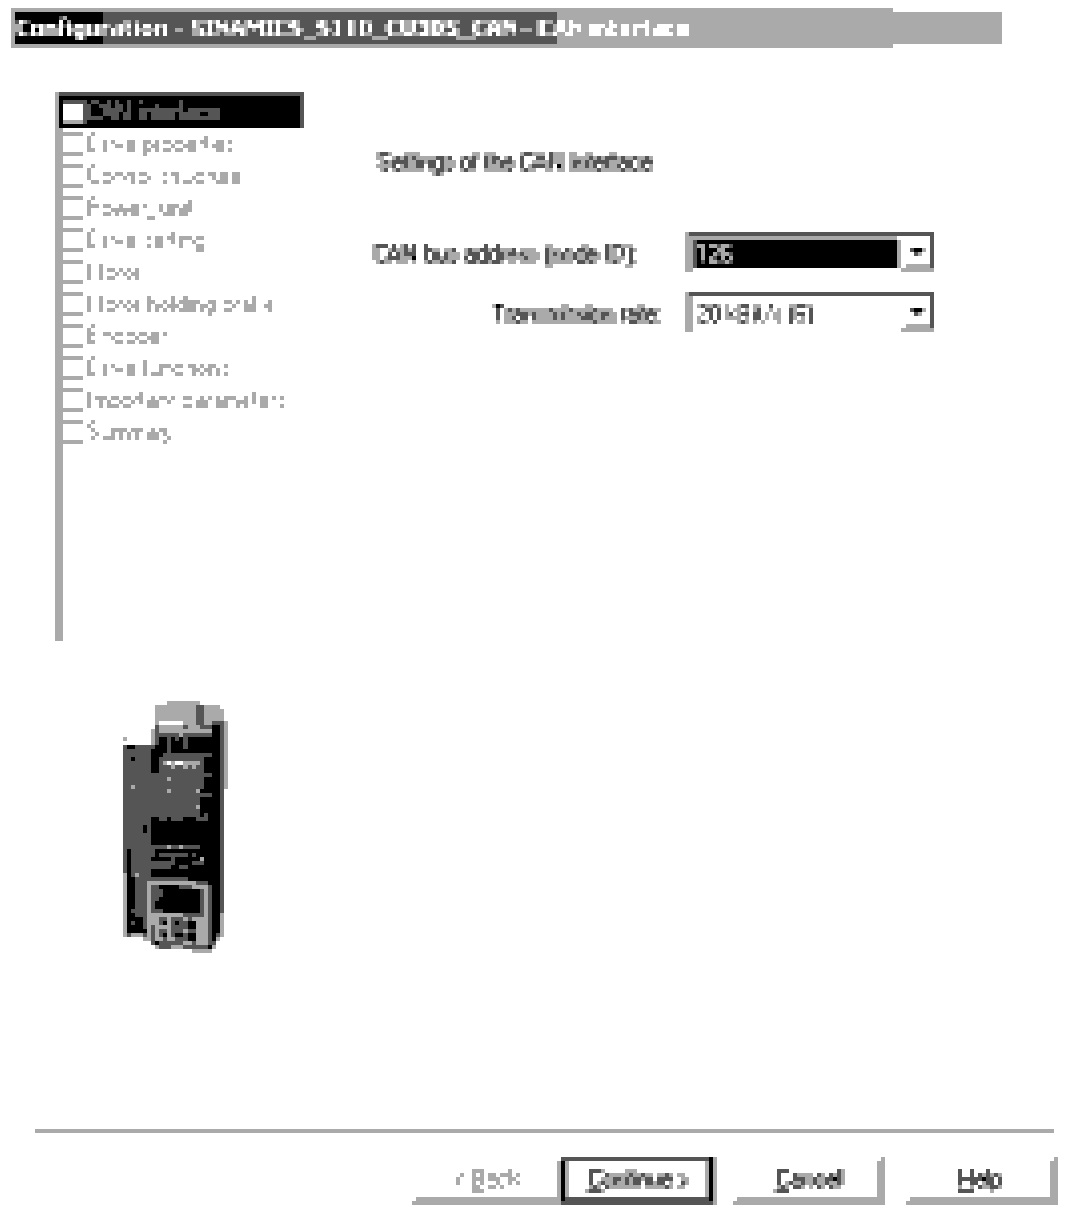 Configuration - SINAMICS_S110_CU305_CAN - CAN interface
CAN interface
Drive properties
Control structure
Power_unit
Drive setting
Motor
Motor holding brake
Encoder
Drive functions
Important parameters
Summary
Settings of the CAN interface
CAN bus address (node ID): 126
Transmission rate: 20 kBit/s (6)
< Back Continue > Cancel Help